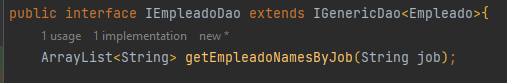 public interface IEmpleadoDao extends IGenericDao<Empleado>{
1 usage 1 implementation new *
ArrayList<String> getEmpleadoNamesByJob(String job);